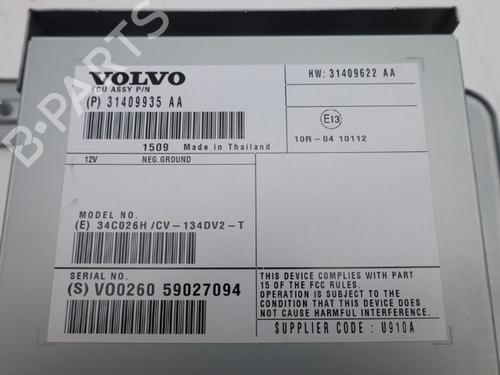 VOLVO
ECU ASSY P/N
(P) 31409935 AA
HW: 31409622 AA
1509 Made in Thailand
E13
10R-04 10112
12V NEG.GROUND
MODEL NO.
(E) 34C026H /CV-134DV2-T
SERIAL NO.
(S) VO0260 59027094
THIS DEVICE COMPLIES WITH PART
15 OF THE FCC RULES.
OPERATION IS SUBJECT TO THE
CONDITION THAT THIS DEVICE DOES
NOT CAUSE HARMFUL INTERFERENCE.
SUPPLIER CODE : U910A
B-PARTS